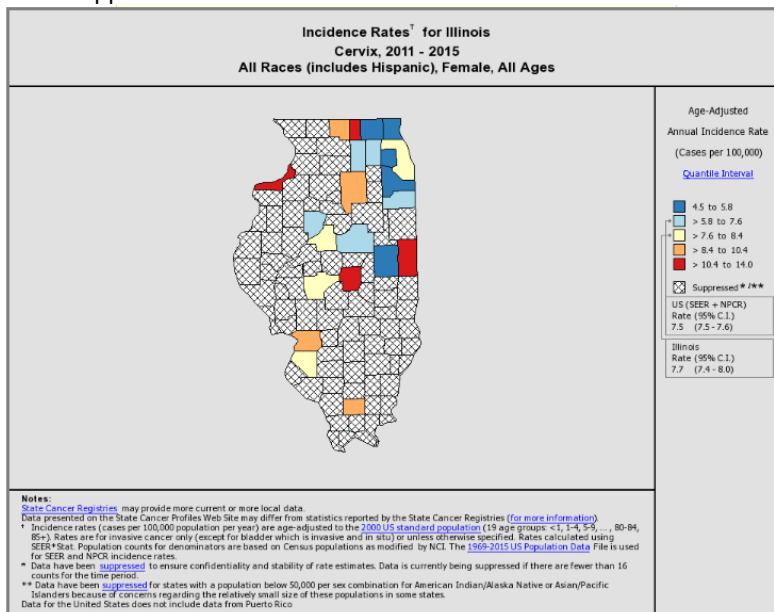 Incidence Rates† for Illinois
Cervix, 2011 - 2015
All Races (includes Hispanic), Female, All Ages
Age-Adjusted
Annual Incidence Rate
(Cases per 100,000)
Quantile Interval
4.5 to 5.8
> 5.8 to 7.6
> 7.6 to 8.4
> 8.4 to 10.4
> 10.4 to 14.0
Suppressed * /**
US (SEER + NPCR)
Rate (95% C.I.)
7.5 (7.5 - 7.6)
Illinois
Rate (95% C.I.)
7.7 (7.4 - 8.0)
Notes:
State Cancer Registries may provide more current or more local data.
Data presented on the State Cancer Profiles Web Site may differ from statistics reported by the State Cancer Registries (for more information).
† Incidence rates (cases per 100,000 population per year) are age-adjusted to the 2000 US standard population (19 age groups: <1, 1-4, 5-9, ... , 80-84,
85+). Rates are for invasive cancer only (except for bladder which is invasive and in situ) or unless otherwise specified. Rates calculated using
SEER*Stat. Population counts for denominators are based on Census populations as modified by NCI. The 1969-2015 US Population Data File is used
for SEER and NPCR incidence rates.
* Data have been suppressed to ensure confidentiality and stability of rate estimates. Data is currently being suppressed if there are fewer than 16
counts for the time period.
** Data have been suppressed for states with a population below 50,000 per sex combination for American Indian/Alaska Native or Asian/Pacific
Islanders because of concerns regarding the relatively small size of these populations in some states.
Data for the United States does not include data from Puerto Rico